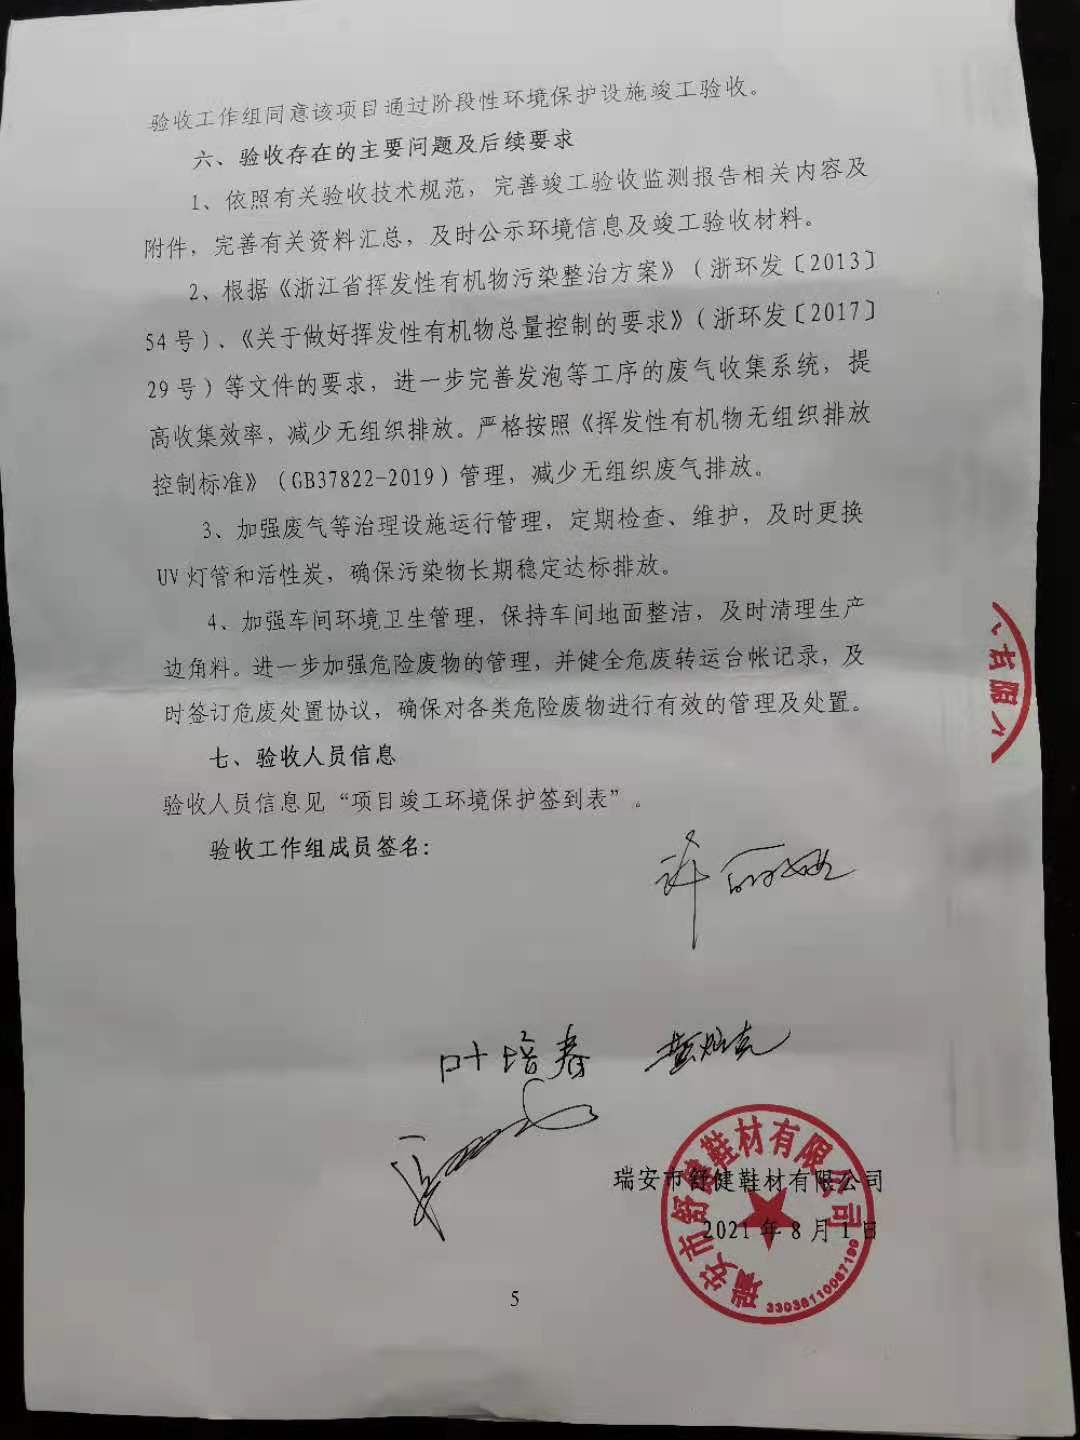 验收工作组同意该项目通过阶段性环境保护设施竣工验收。
六、验收存在的主要问题及后续要求
1、依照有关验收技术规范，完善竣工验收监测报告相关内容及
附件，完善有关资料汇总，及时公示环境信息及竣工验收材料。
2、根据《浙江省挥发性有机物污染整治方案》（浙环发〔2013〕
54号）、《关于做好挥发性有机物总量控制的要求》（浙环发〔2017〕
29号）等文件的要求，进一步完善发泡等工序的废气收集系统，提
高收集效率，减少无组织排放。严格按照《挥发性有机物无组织排放
控制标准》（GB37822-2019）管理，减少无组织废气排放。
3、加强废气等治理设施运行管理，定期检查、维护，及时更换
UV灯管和活性炭，确保污染物长期稳定达标排放。
4、加强车间环境卫生管理，保持车间地面整洁，及时清理生产
边角料。进一步加强危险废物的管理，并健全危废转运台帐记录，及
时签订危废处置协议，确保对各类危险废物进行有效的管理及处置。
有限
七、验收人员信息
验收人员信息见“项目竣工环境保护签到表”。
验收工作组成员签名：
叶培春
瑞安市舒健鞋材有限公司
2021年8月1日
瑞安市舒健鞋材有限公司
33038110067199
5